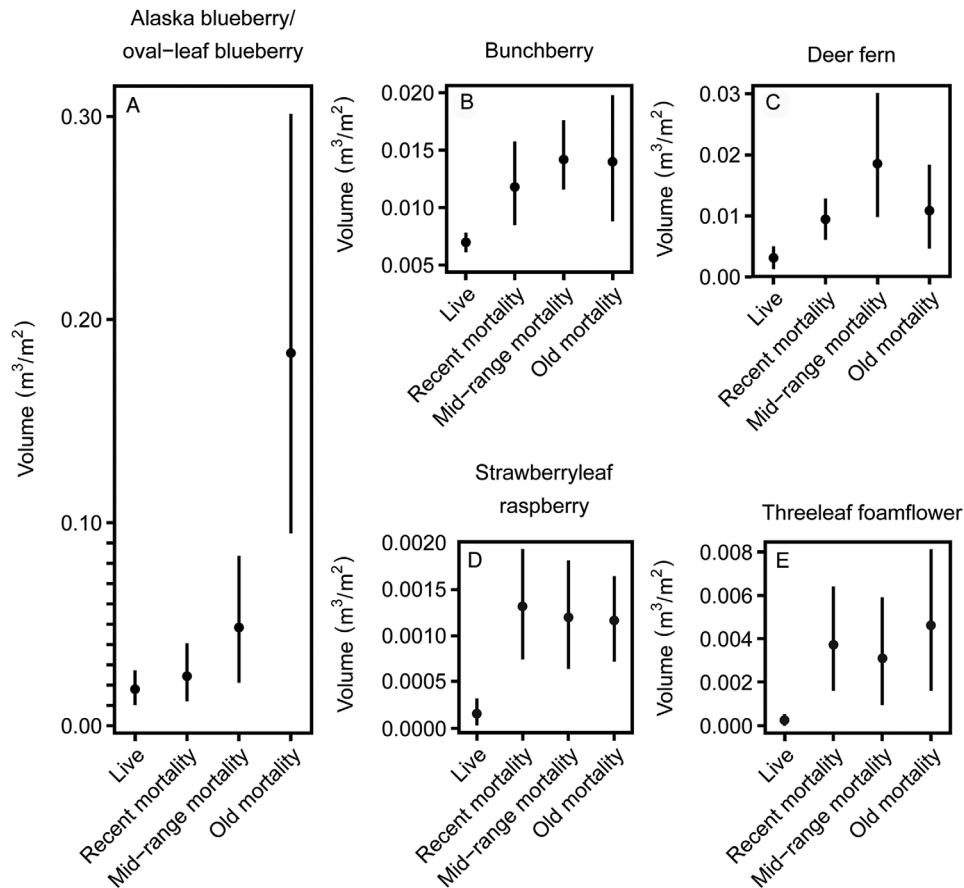 Alaska blueberry/
oval−leaf blueberry
A
Volume (m³/m²)
0.30
0.20
0.10
0.00
Live
Recent mortality
Mid−range mortality
Old mortality
Bunchberry
B
Volume (m³/m²)
0.020
0.015
0.010
0.005
Live
Recent mortality
Mid−range mortality
Old mortality
Deer fern
C
Volume (m³/m²)
0.03
0.02
0.01
0.00
Live
Recent mortality
Mid−range mortality
Old mortality
Strawberryleaf
raspberry
D
Volume (m³/m²)
0.0020
0.0015
0.0010
0.0005
0.0000
Live
Recent mortality
Mid−range mortality
Old mortality
Threeleaf foamflower
E
Volume (m³/m²)
0.008
0.006
0.004
0.002
0.000
Live
Recent mortality
Mid−range mortality
Old mortality